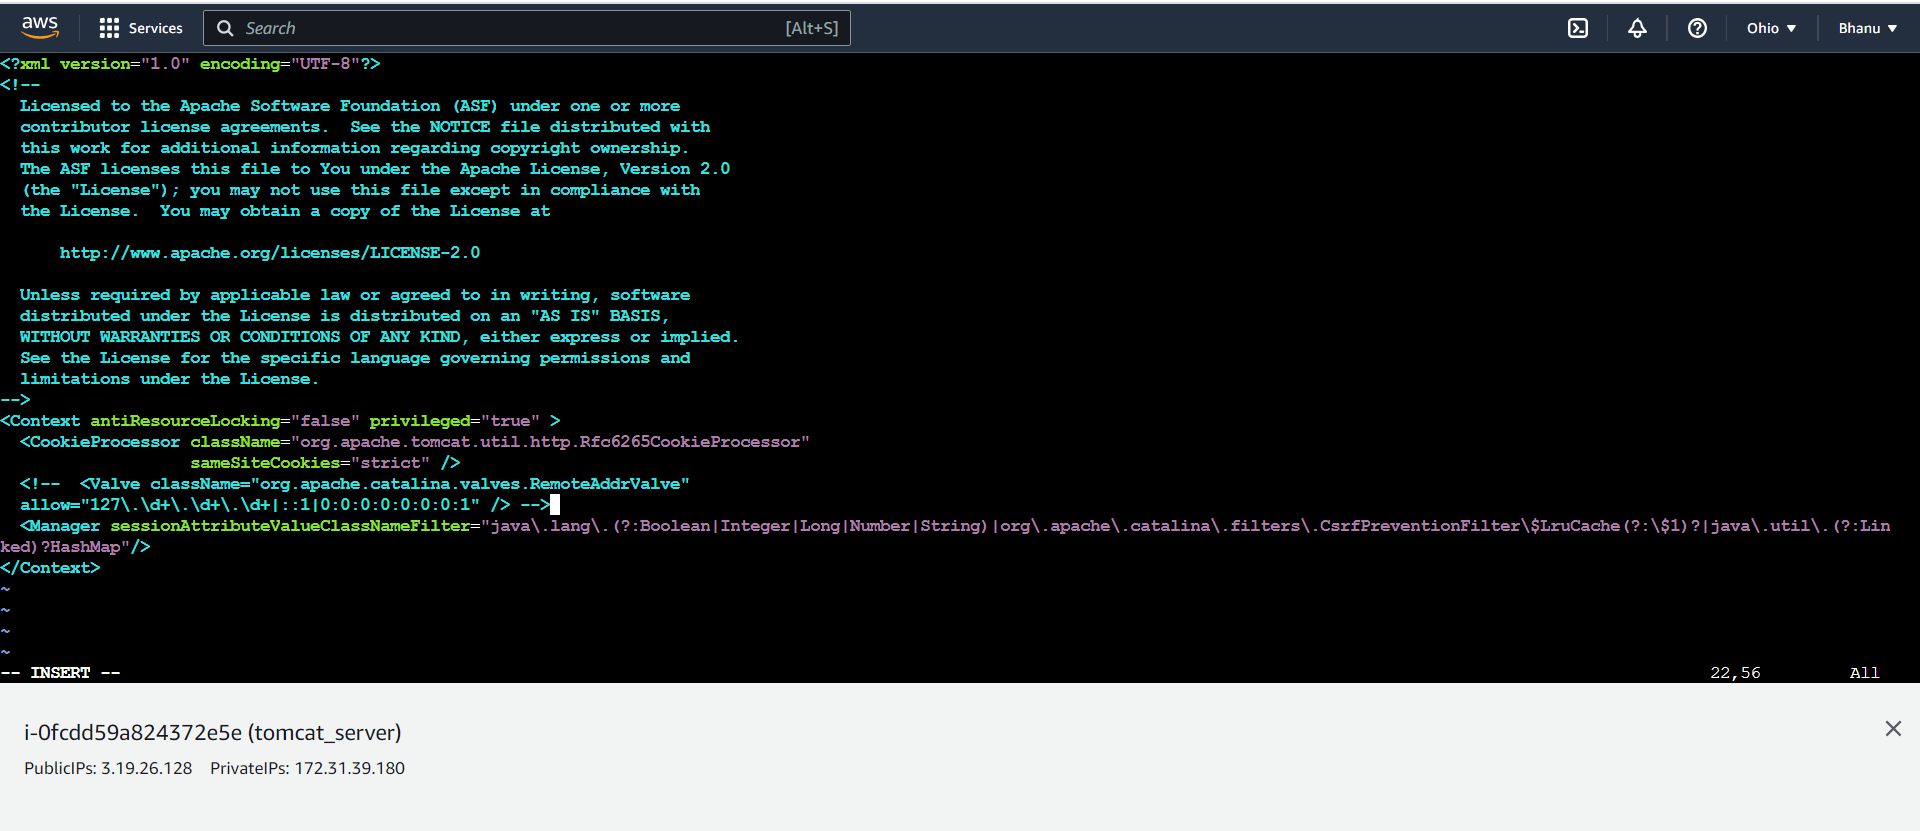 aws
Services
Search
[Alt+S]
Ohio
Bhanu
<?xml version="1.0" encoding="UTF-8"?>
<!--
  Licensed to the Apache Software Foundation (ASF) under one or more
  contributor license agreements.  See the NOTICE file distributed with
  this work for additional information regarding copyright ownership.
  The ASF licenses this file to You under the Apache License, Version 2.0
  (the "License"); you may not use this file except in compliance with
  the License.  You may obtain a copy of the License at

      http://www.apache.org/licenses/LICENSE-2.0

  Unless required by applicable law or agreed to in writing, software
  distributed under the License is distributed on an "AS IS" BASIS,
  WITHOUT WARRANTIES OR CONDITIONS OF ANY KIND, either express or implied.
  See the License for the specific language governing permissions and
  limitations under the License.
-->
<Context antiResourceLocking="false" privileged="true" >
  <CookieProcessor className="org.apache.tomcat.util.http.Rfc6265CookieProcessor"
                   sameSiteCookies="strict" />
  <!--  <Valve className="org.apache.catalina.valves.RemoteAddrValve"
  allow="127\.\d+\.\d+\.\d+|::1|0:0:0:0:0:0:0:1" /> -->
  <Manager sessionAttributeValueClassNameFilter="java\.lang\.(?:Boolean|Integer|Long|Number|String)|org\.apache\.catalina\.filters\.CsrfPreventionFilter\$LruCache(?:\$1)?|java\.util\.(?:Lin
ked)?HashMap"/>
</Context>
~
~
~
~
-- INSERT --
22,56
All
i-0fcdd59a824372e5e (tomcat_server)
PublicIPs: 3.19.26.128    PrivateIPs: 172.31.39.180